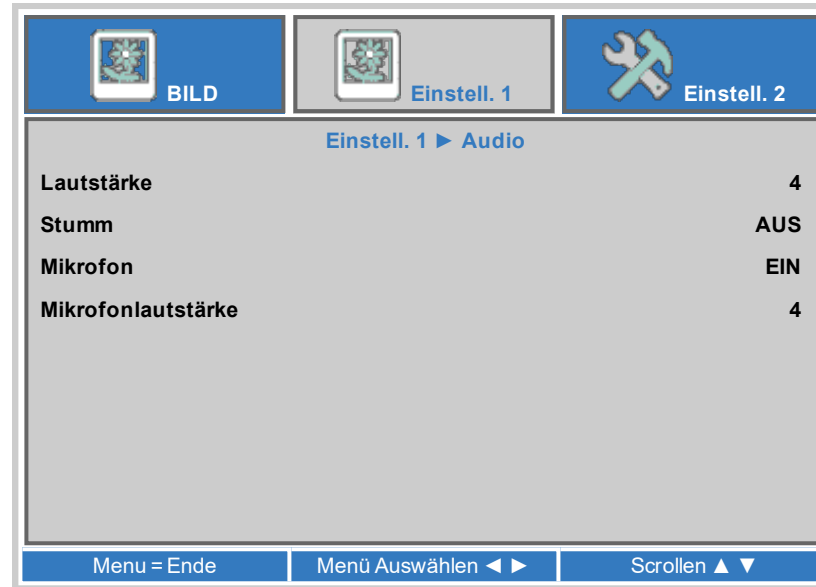 BILD
Einstell. 1
Einstell. 2
Einstell. 1 ► Audio
Lautstärke 4
Stumm AUS
Mikrofon EIN
Mikrofonlautstärke 4
Menu = Ende
Menü Auswählen ◄ ►
Scrollen ▲ ▼